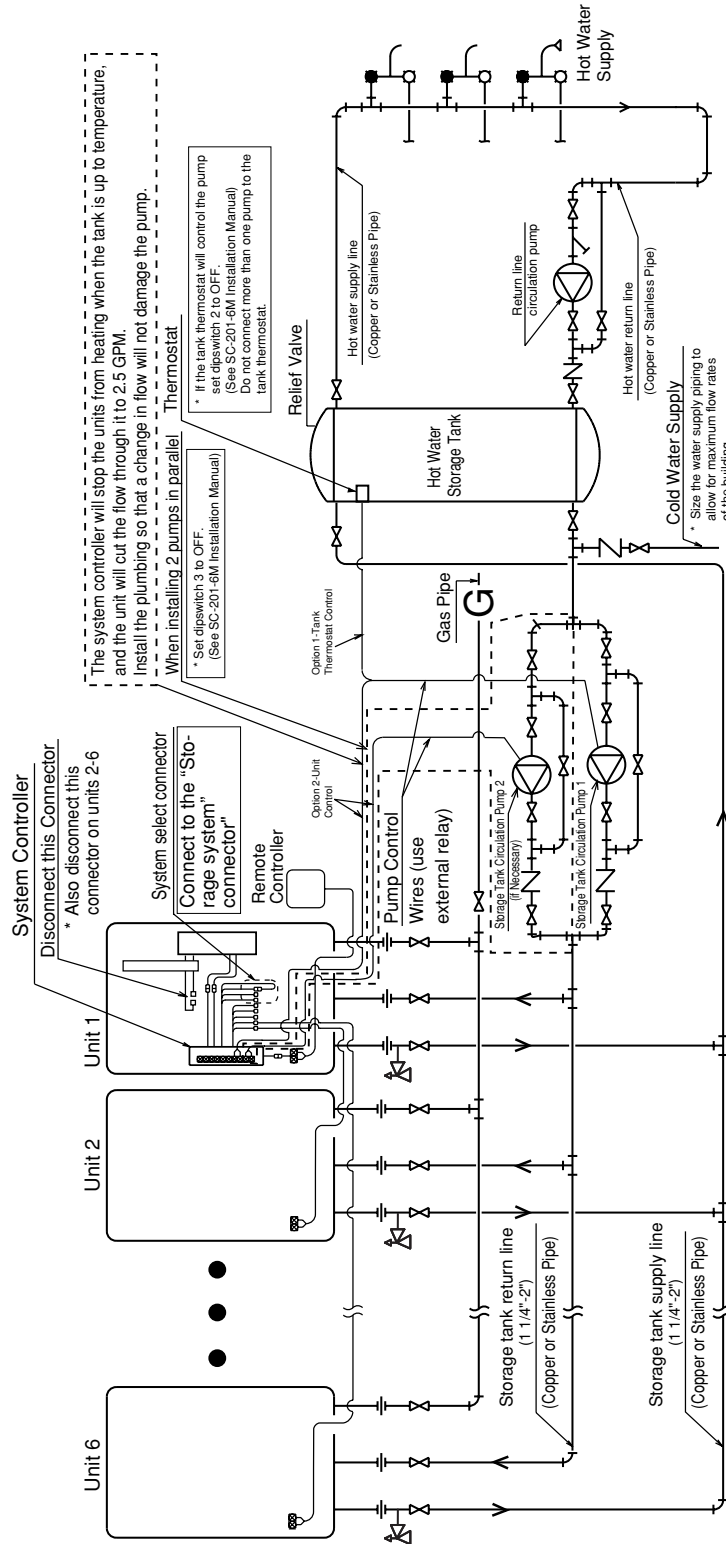 The system controller will stop the units from heating when the tank is up to temperature,
and the unit will cut the flow through it to 2.5 GPM.
Install the plumbing so that a change in flow will not damage the pump.
System Controller
Disconnect this Connector
* Also disconnect this
connector on units 2-6
System select connector
Connect to the “Sto-
rage system”
connector"
Remote
Controller
When installing 2 pumps in parallel
* Set dipswitch 3 to OFF.
(See SC-201-6M Installation Manual)
Thermostat
* If the tank thermostat will control the pump
set dipswitch 2 to OFF.
(See SC-201-6M Installation Manual)
Do not connect more than one pump to the
tank thermostat.
Relief Valve
Unit 6
Unit 2
Unit 1
Option 2-Unit
Control
Option 1-Tank
Thermostat Control
Pump Control
Wires (use
external relay)
Gas Pipe
G
Hot Water
Storage Tank
Hot water supply line
(Copper or Stainless Pipe)
Hot Water
Supply
Return line
circulation pump
Hot water return line
(Copper or Stainless Pipe)
Storage Tank Circulation Pump 2
(if Necessary)
Storage Tank Circulation Pump 1
Cold Water Supply
* Size the water supply piping to
allow for maximum flow rates
of the building
Storage tank return line
(1 1/4"-2")
(Copper or Stainless Pipe)
Storage tank supply line
(1 1/4"-2")
(Copper or Stainless Pipe)